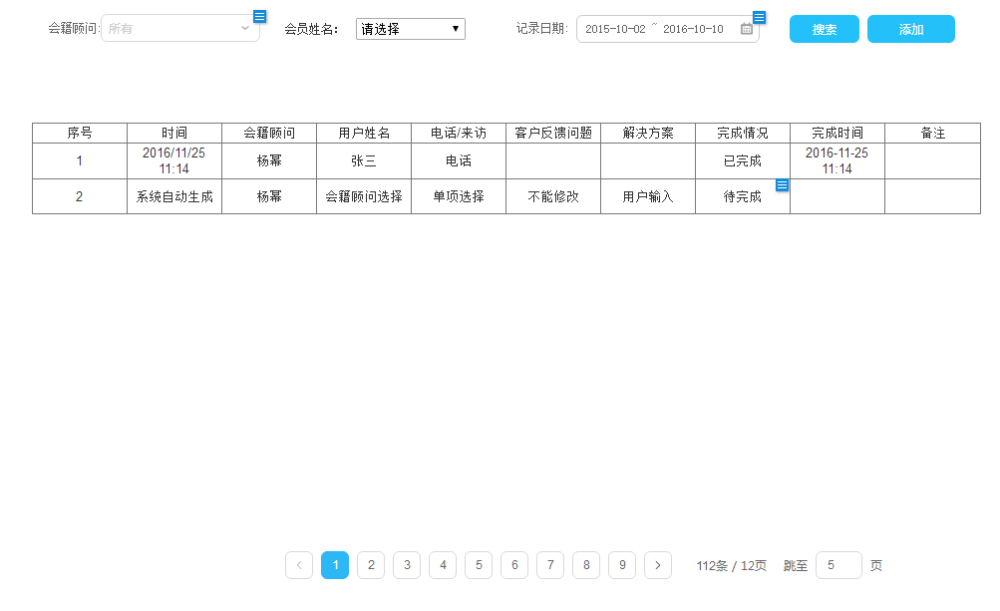 会籍顾问: 所有 会员姓名: 请选择 记录日期: 2015-10-02 ~ 2016-10-10 搜索 添加
序号 时间 会籍顾问 用户姓名 电话/来访 客户反馈问题 解决方案 完成情况 完成时间 备注
1 2016/11/25 11:14 杨幂 张三 电话 已完成 2016-11-25 11:14
2 系统自动生成 杨幂 会籍顾问选择 单项选择 不能修改 用户输入 待完成
< 1 2 3 4 5 6 7 8 9 > 112条 / 12页 跳至 5 页